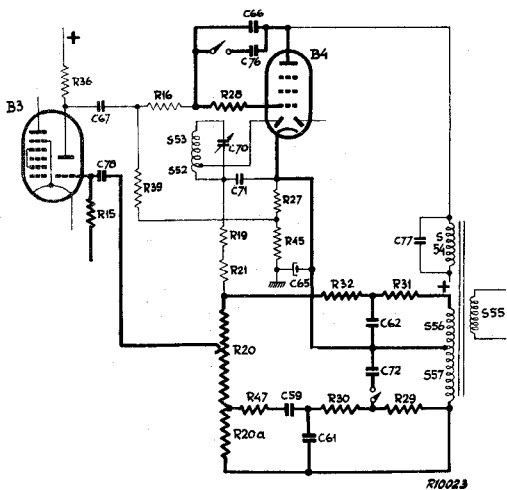 C66
+
B4
C76
R36
B3
R16
R28
C67
S53
C70
C78
S52
C71
R39
R27
R15
R19
R45
C77
S
54
R21
C65
+
R32
R31
S55
C62
S56
R20
C72
S57
R47
C59
R30
R29
R20a
C61
R10023